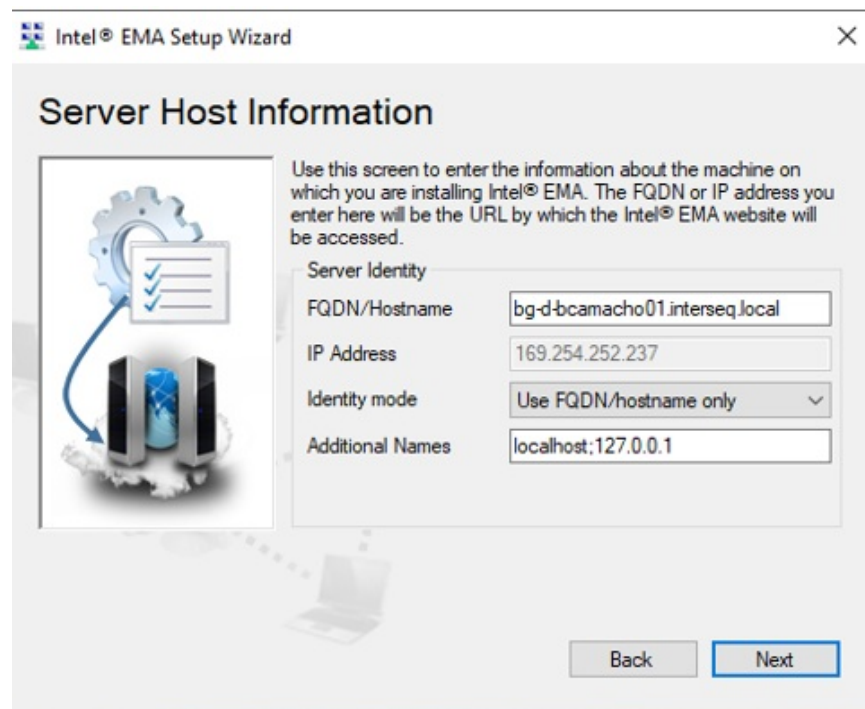 Intel® EMA Setup Wizard
Server Host Information
Use this screen to enter the information about the machine on
which you are installing Intel® EMA. The FQDN or IP address you
enter here will be the URL by which the Intel® EMA website will
be accessed.
Server Identity
FQDN/Hostname bg-d-bcamacho01.interseq.local
IP Address 169.254.252.237
Identity mode Use FQDN/hostname only
Additional Names localhost;127.0.0.1
Back Next